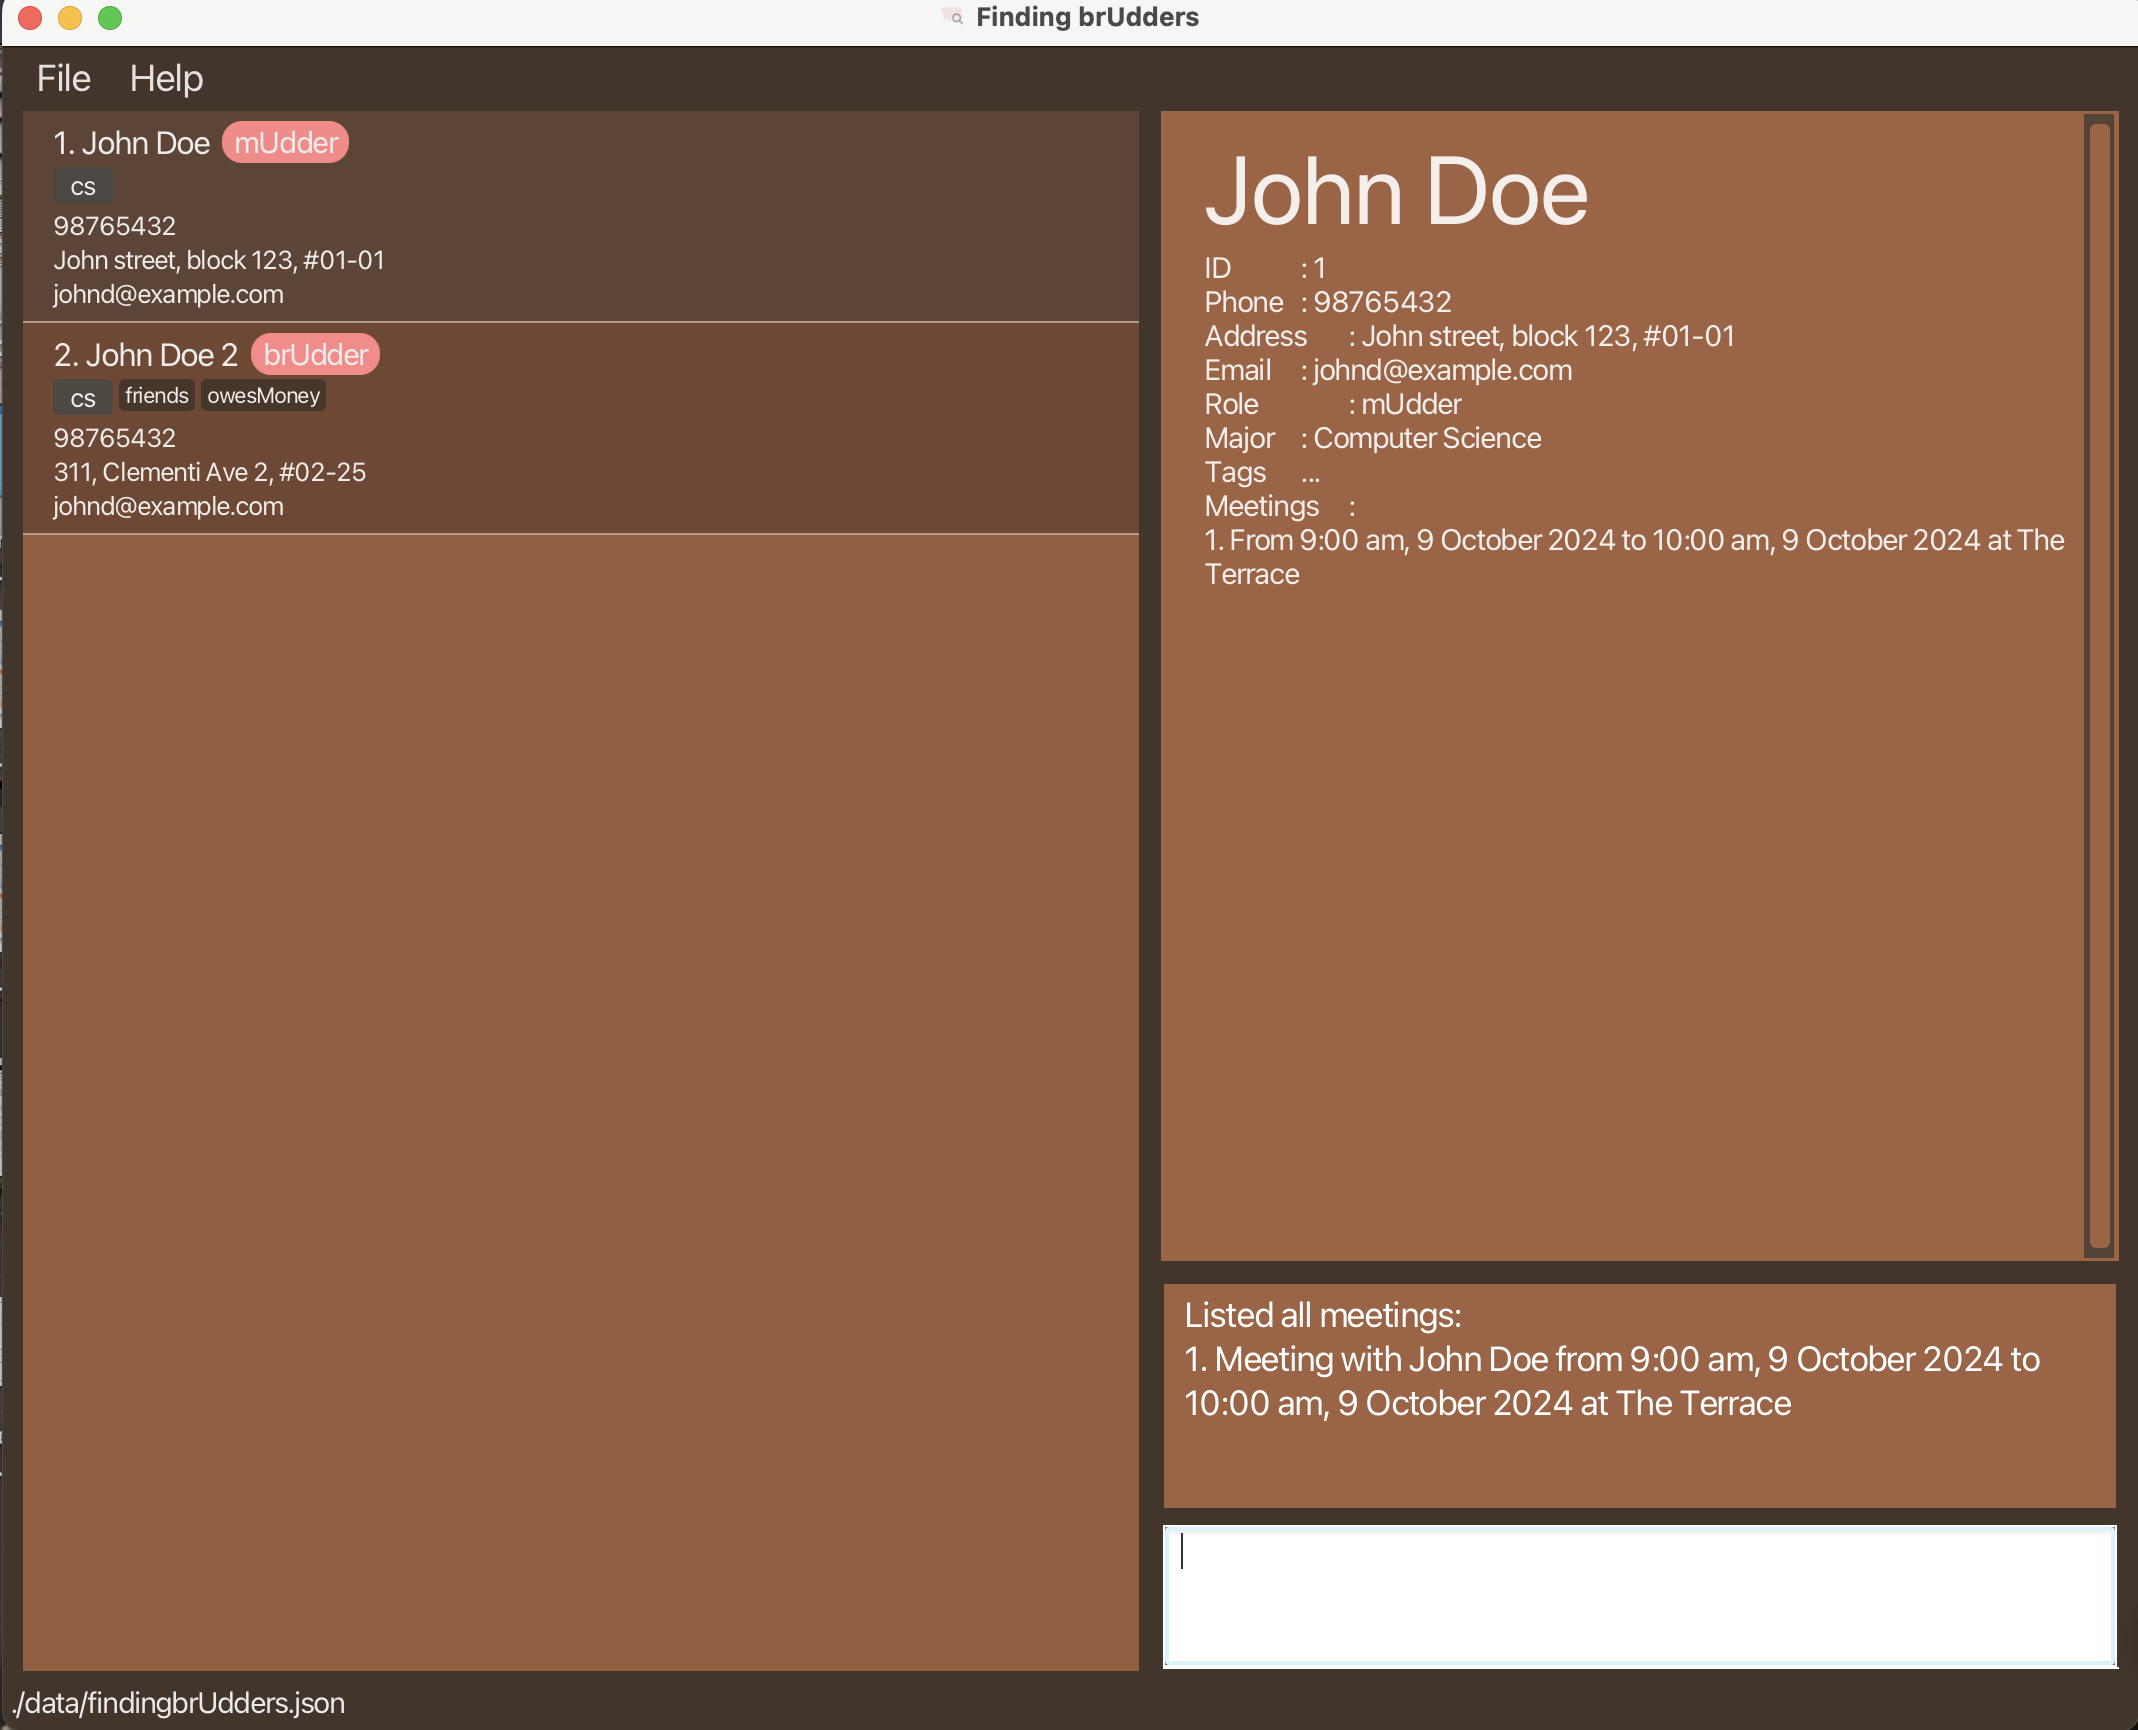 Finding brUdders
File Help
1. John Doe mUdder
cs
98765432
John street, block 123, #01-01
johnd@example.com
2. John Doe 2 brUdder
cs friends owesMoney
98765432
311, Clementi Ave 2, #02-25
johnd@example.com
John Doe
ID : 1
Phone : 98765432
Address : John street, block 123, #01-01
Email : johnd@example.com
Role : mUdder
Major : Computer Science
Tags ...
Meetings :
1. From 9:00 am, 9 October 2024 to 10:00 am, 9 October 2024 at The
Terrace
Listed all meetings:
1. Meeting with John Doe from 9:00 am, 9 October 2024 to
10:00 am, 9 October 2024 at The Terrace
./data/findingbrUdders.json